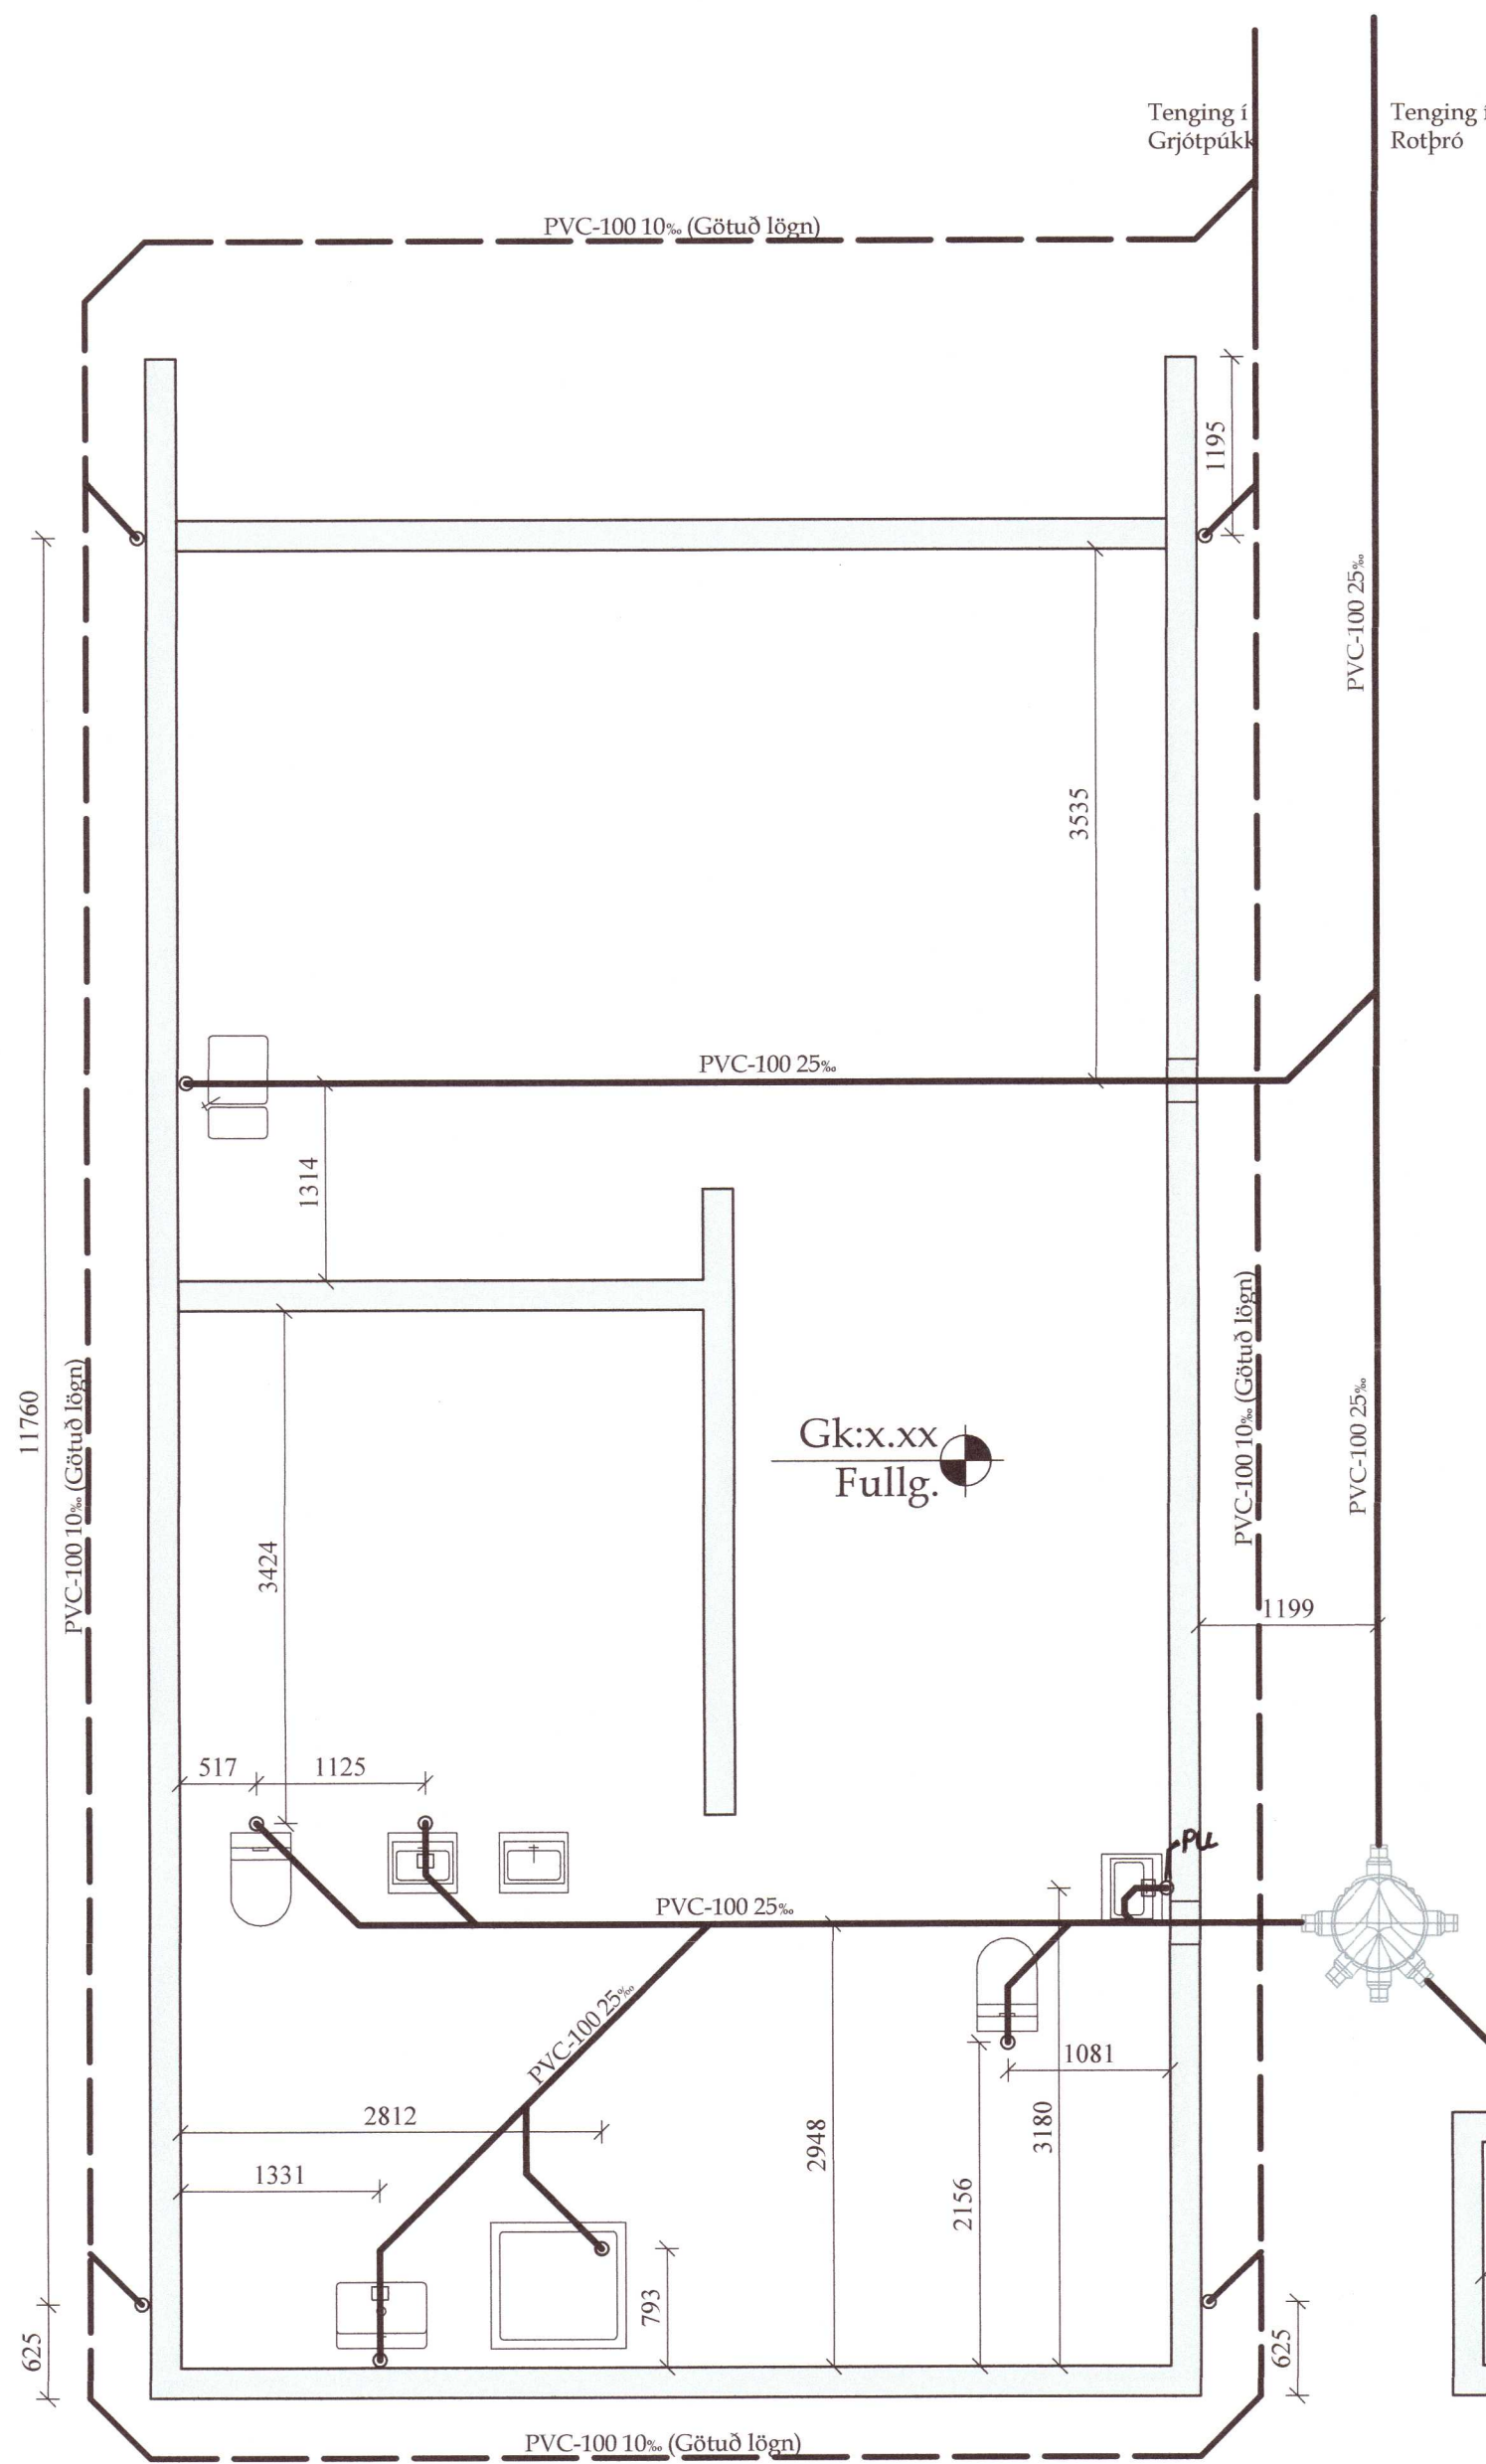 Tenging í
Grjótpúkk
Tenging í
Rotþró
PVC-100 10‰ (Götuð lögn)
1195
PVC-100 25‰
3535
PVC-100 25‰
1314
11760
PVC-100 10‰ (Götuð lögn)
PVC-100 10‰ (Götuð lögn)
PVC-100 25‰
Gk:x.xx
Fullg.
3424
1199
517
1125
PU
PVC-100 25‰
PVC-100 25‰
1081
2812
2948
3180
1331
2156
793
625
625
PVC-100 10‰ (Götuð lögn)